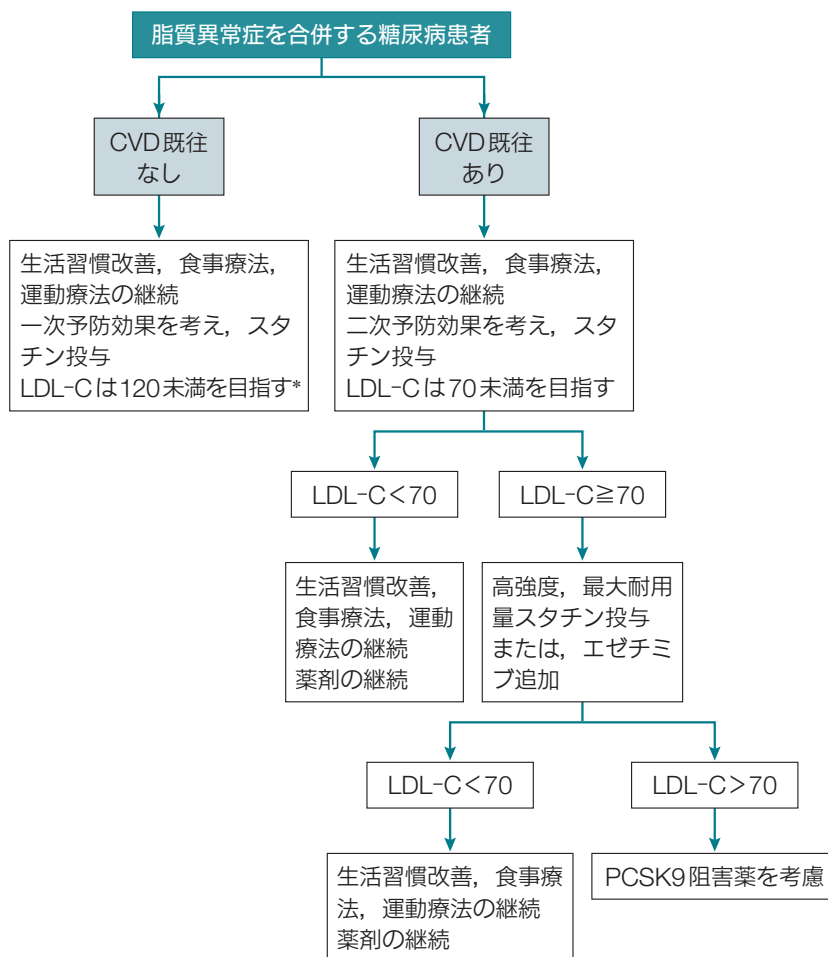 脂質異常症を合併する糖尿病患者
CVD既往
なし
CVD既往
あり
生活習慣改善，食事療法，
運動療法の継続
一次予防効果を考え，スタ
チン投与
LDL-Cは120未満を目指す*
生活習慣改善，食事療法，
運動療法の継続
二次予防効果を考え，スタ
チン投与
LDL-Cは70未満を目指す
LDL-C＜70
LDL-C≧70
生活習慣改善，
食事療法，運動
療法の継続
薬剤の継続
高強度，最大耐用
量スタチン投与
または，エゼチミ
ブ追加
LDL-C＜70
LDL-C＞70
生活習慣改善，食事療
法，運動療法の継続
薬剤の継続
PCSK9阻害薬を考慮